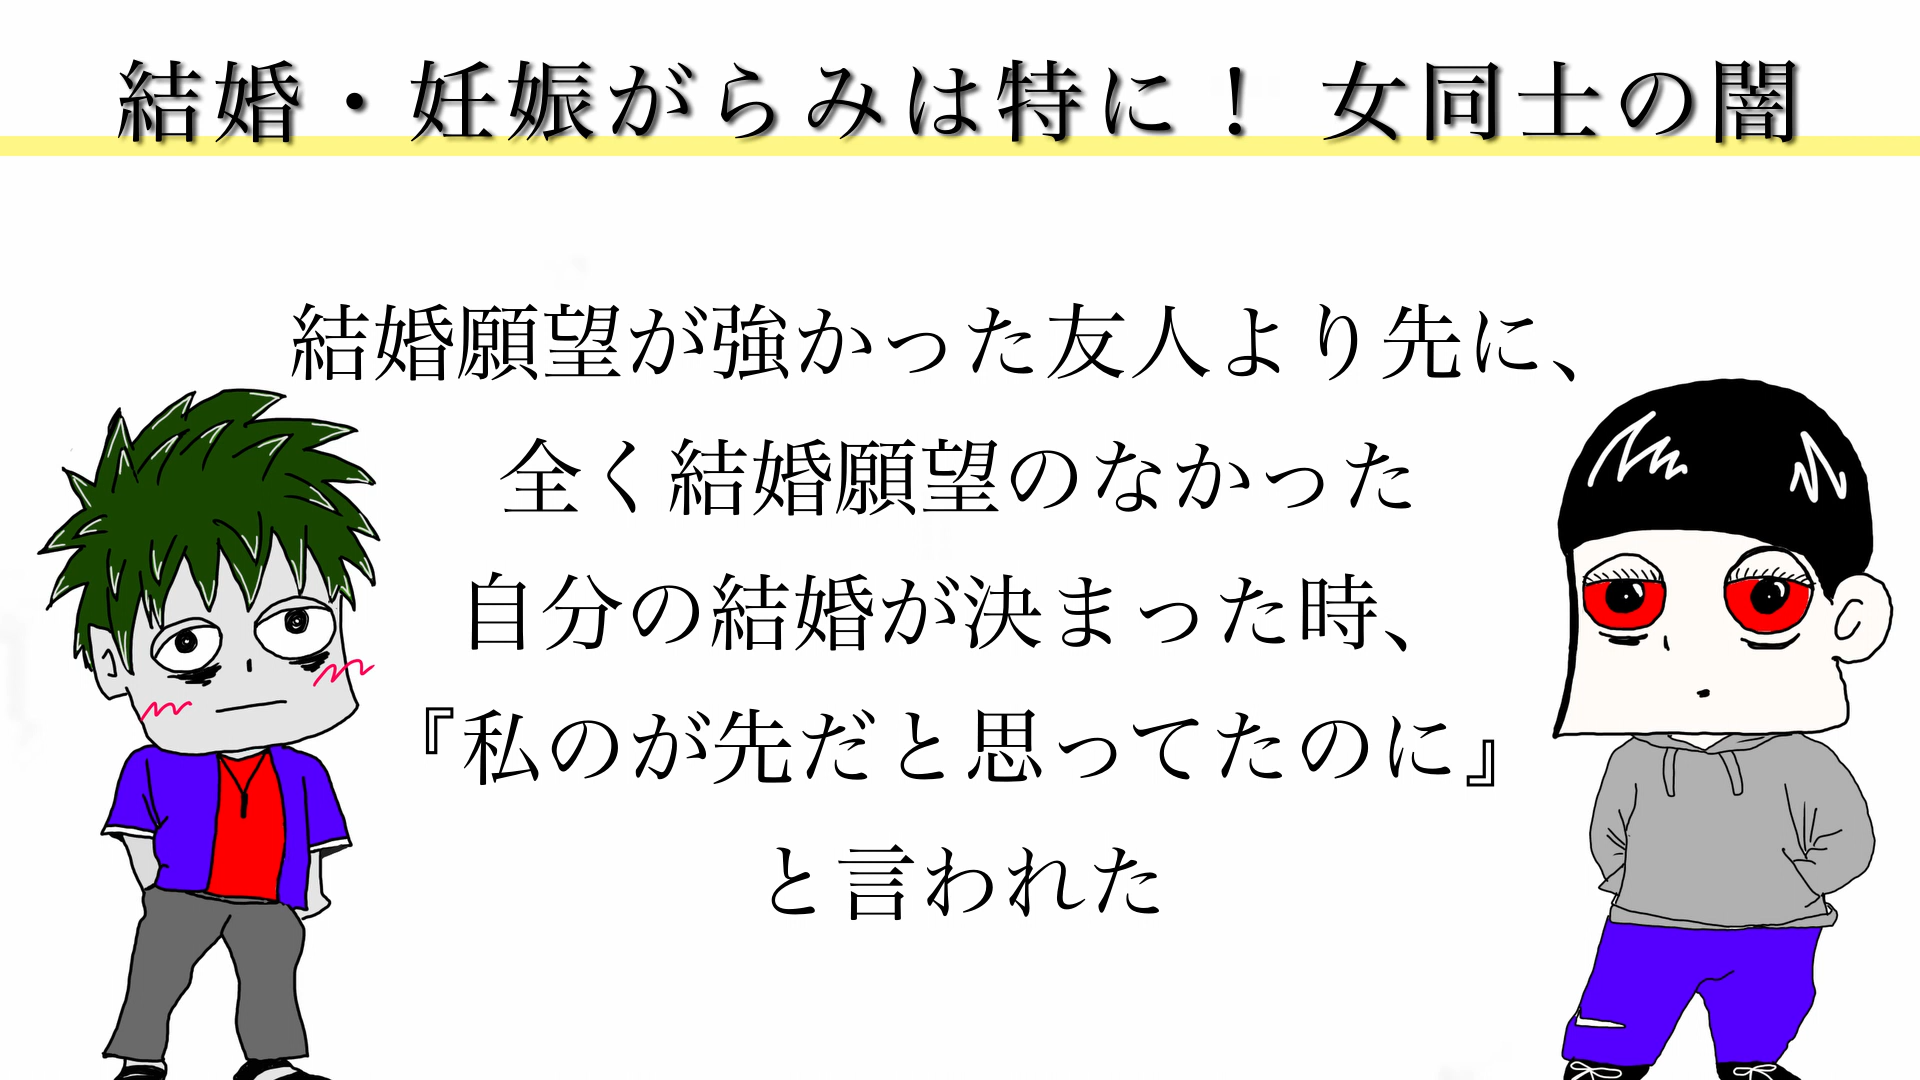 結婚・妊娠がらみは特に！ 女同士の闇
結婚願望が強かった友人より先に、
全く結婚願望のなかった
自分の結婚が決まった時、
『私のが先だと思ってたのに』
と言われた